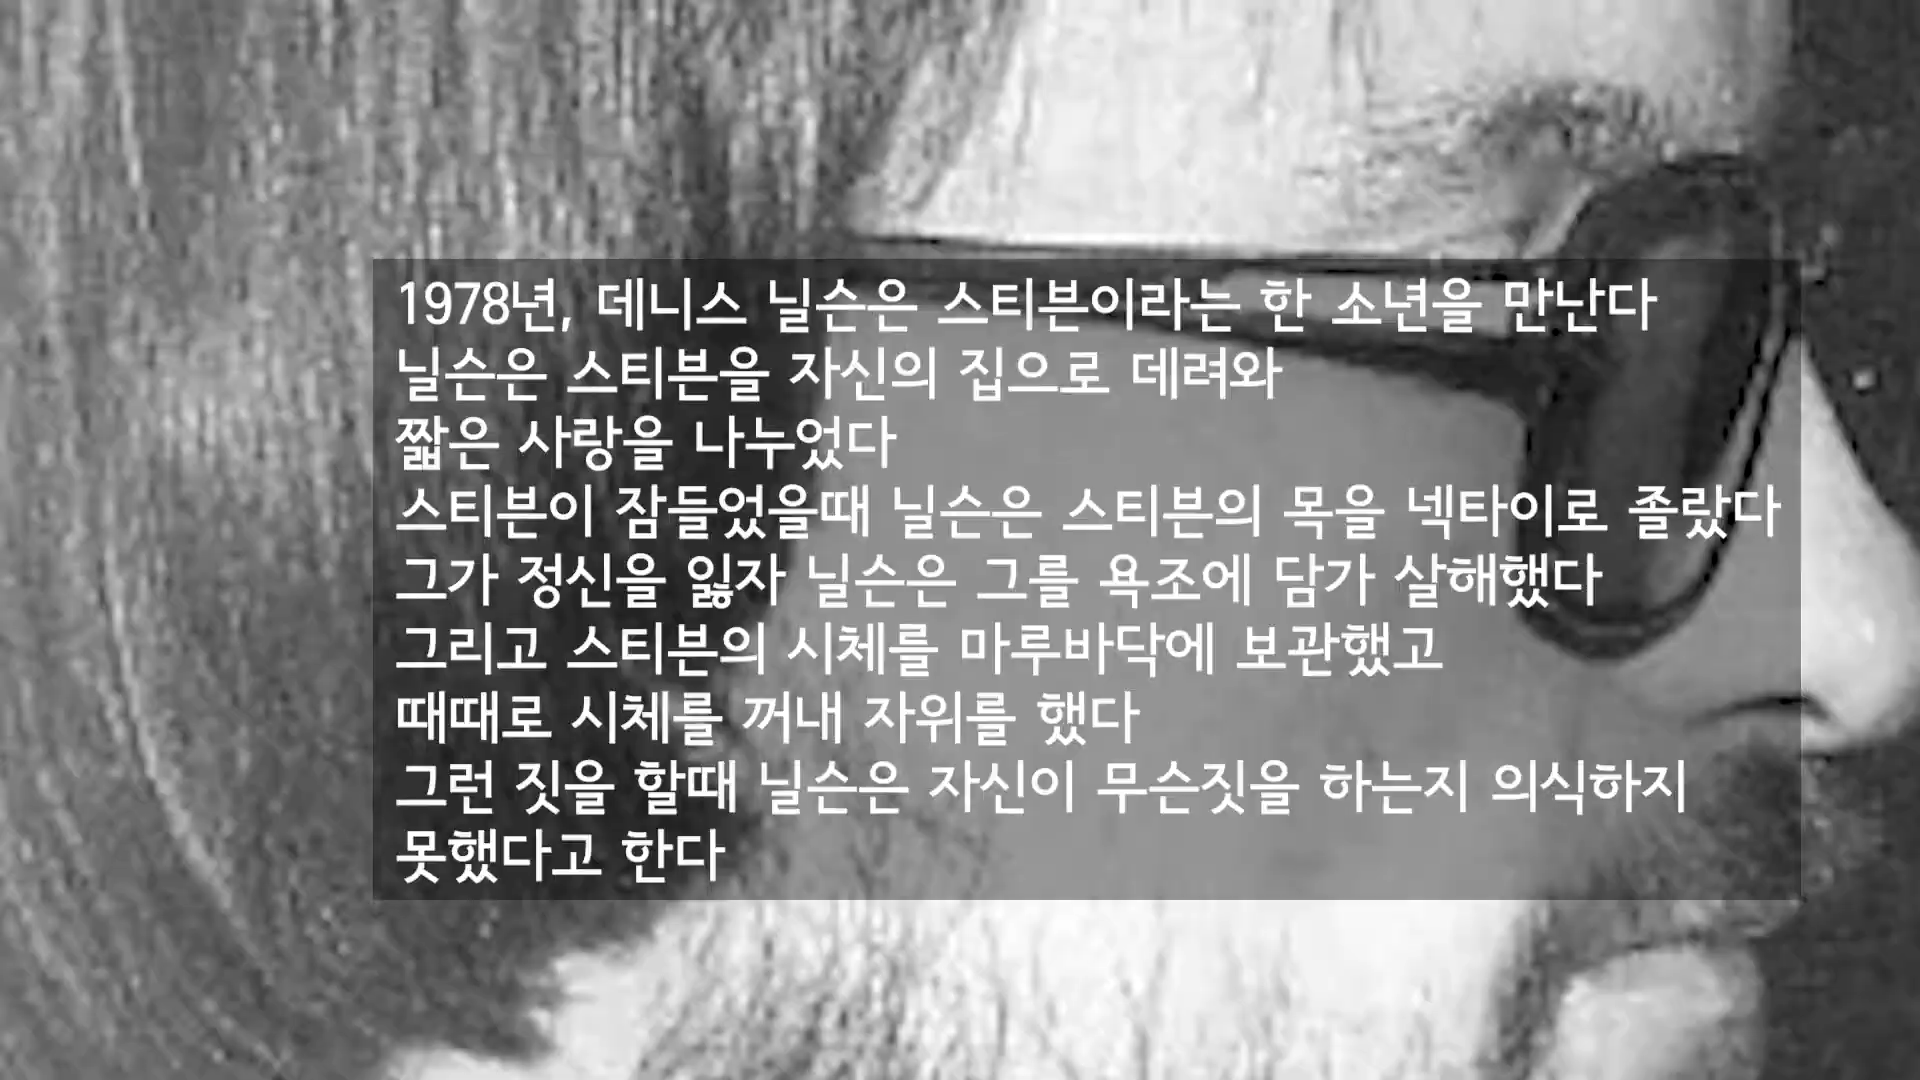 1978년, 데니스 닐슨은 스티븐이라는 한 소년을 만난다
닐슨은 스티븐을 자신의 집으로 데려와
짧은 사랑을 나누었다
스티븐이 잠들었을때 닐슨은 스티븐의 목을 넥타이로 졸랐다
그가 정신을 잃자 닐슨은 그를 욕조에 담가 살해했다
그리고 스티븐의 시체를 마루바닥에 보관했고
때때로 시체를 꺼내 자위를 했다
그런 짓을 할때 닐슨은 자신이 무슨짓을 하는지 의식하지
못했다고 한다